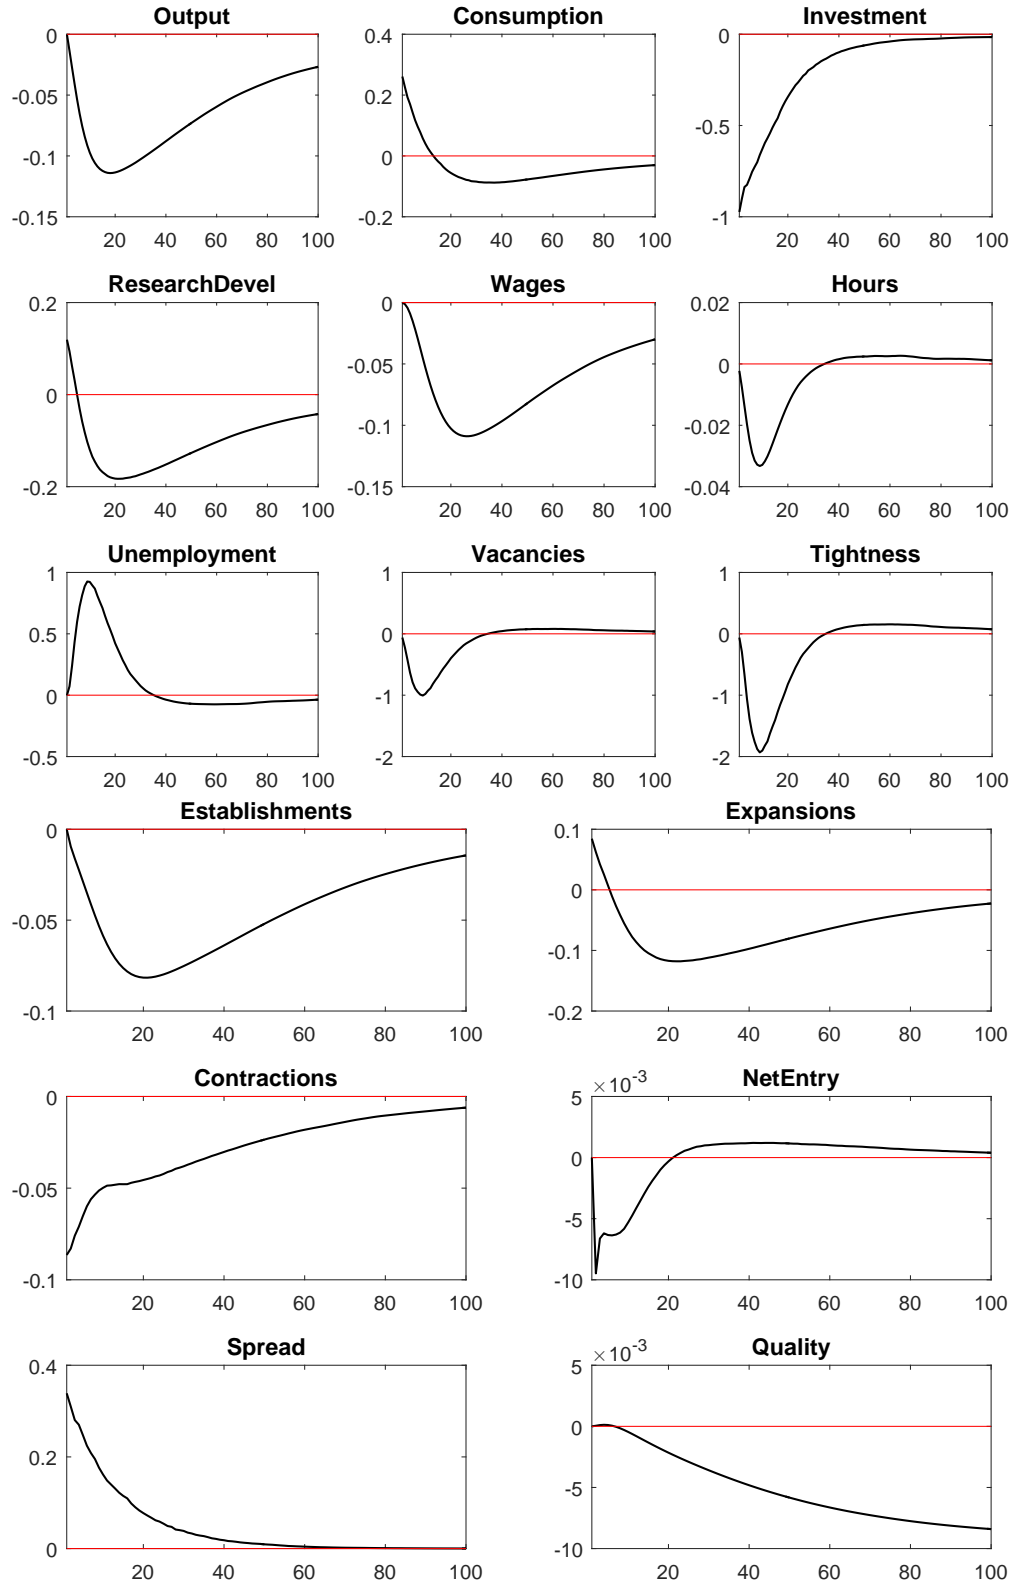 Output
Consumption
Investment
0
-0.05
-0.1
-0.15
20 40 60 80 100
0.4
0.2
0
-0.2
20 40 60 80 100
0
-0.5
-1
20 40 60 80 100
ResearchDevel
Wages
Hours
0.2
0
-0.2
20 40 60 80 100
0
-0.05
-0.1
-0.15
20 40 60 80 100
0.02
0
-0.02
-0.04
20 40 60 80 100
Unemployment
Vacancies
Tightness
1
0.5
0
-0.5
20 40 60 80 100
1
0
-1
-2
20 40 60 80 100
1
0
-1
-2
20 40 60 80 100
Establishments
Expansions
0
-0.05
-0.1
20 40 60 80 100
0.1
0
-0.1
-0.2
20 40 60 80 100
Contractions
NetEntry
0
-0.05
-0.1
20 40 60 80 100
×10⁻³
5
0
-5
-10
20 40 60 80 100
Spread
Quality
0.4
0.2
0
20 40 60 80 100
×10⁻³
5
0
-5
-10
20 40 60 80 100